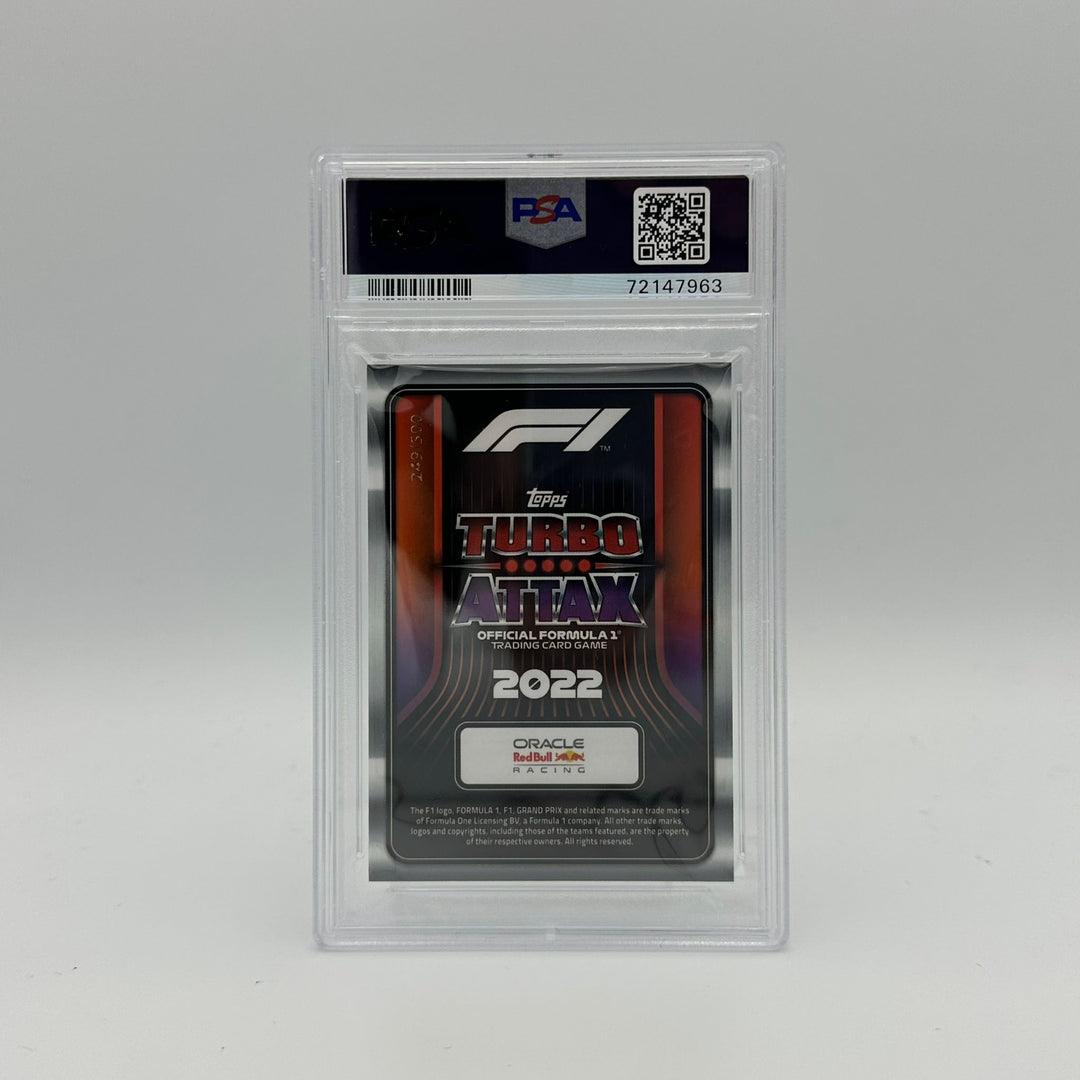 PSA
72147963
249/500
F1
TM
Topps
TURBO
ATTAX
OFFICIAL FORMULA 1®
TRADING CARD GAME
2022
ORACLE
Red Bull
RACING
The F1 logo, FORMULA 1, F1, GRAND PRIX and related marks are trade marks
of Formula One Licensing BV, a Formula 1 company. All other trade marks,
logos and copyrights, including those of the teams featured, are the property
of their respective owners. All rights reserved.